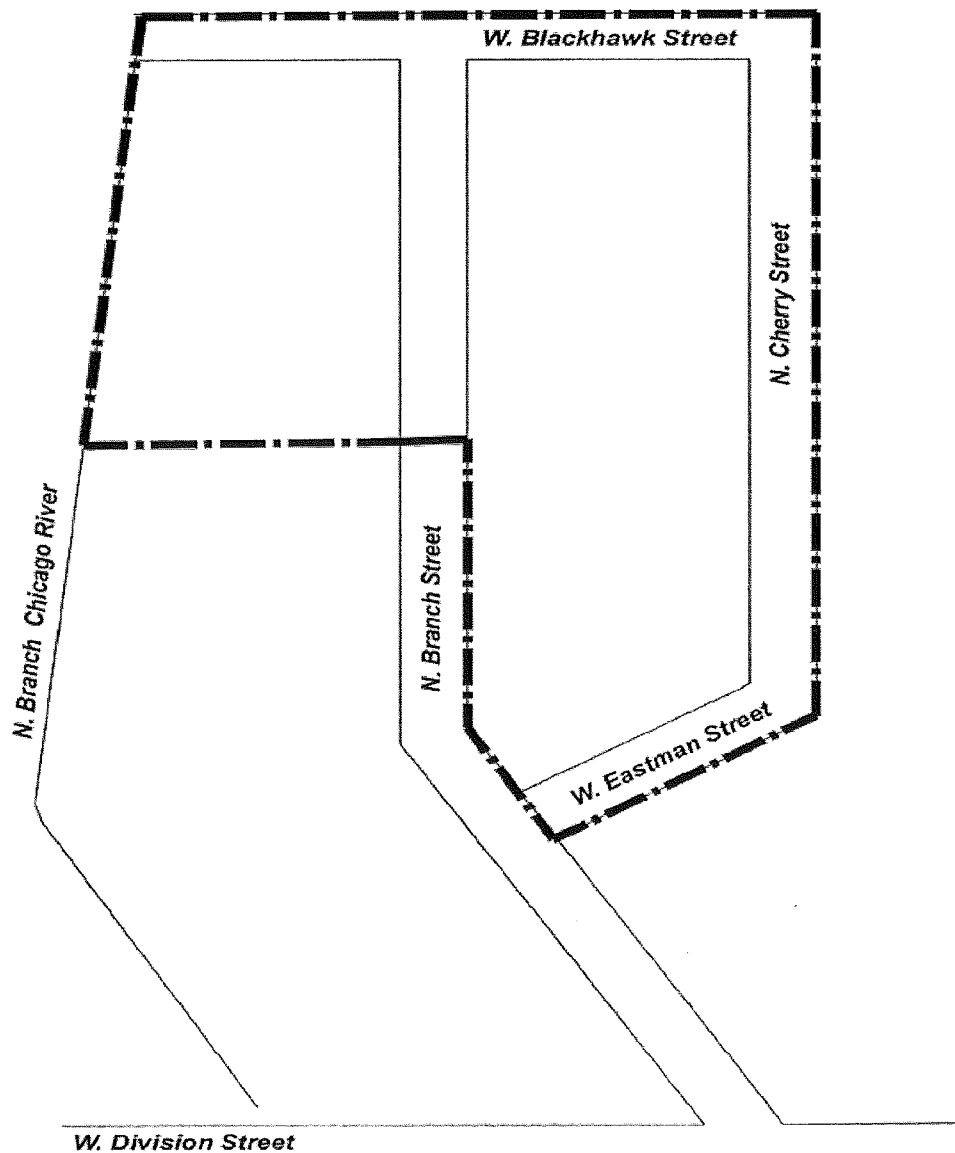 W. Blackhawk Street
N. Cherry Street
N. Branch Chicago River
N. Branch Street
W. Eastman Street
W. Division Street